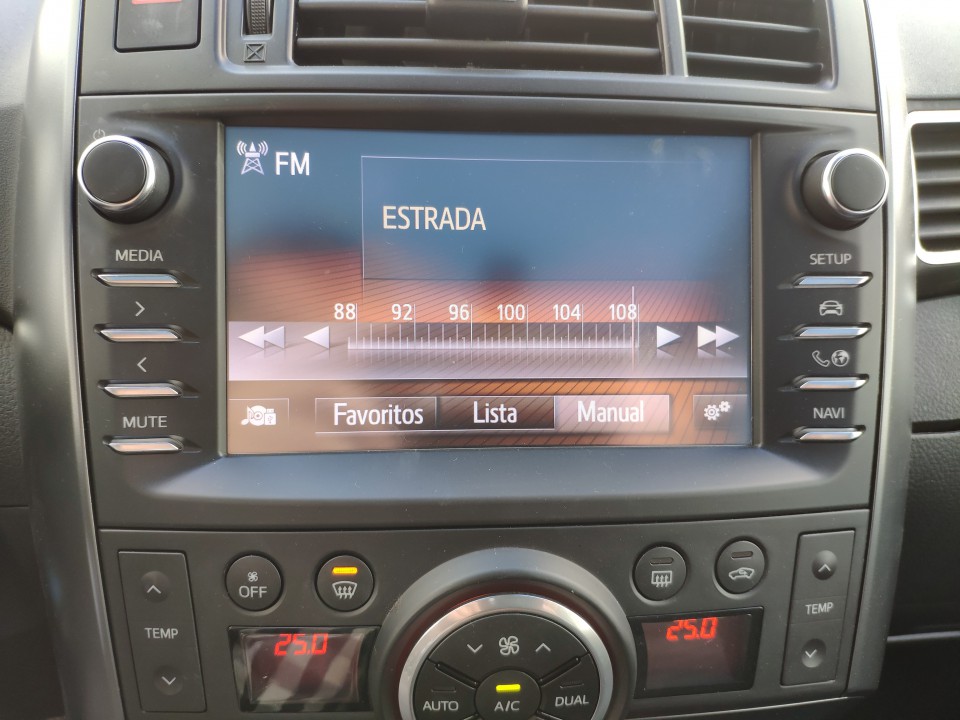 FM
ESTRADA
MEDIA
SETUP
88 92 96 100 104 108
MUTE
NAVI
Favoritos Lista Manual
OFF
TEMP
TEMP
25.0
25.0
AUTO A/C DUAL